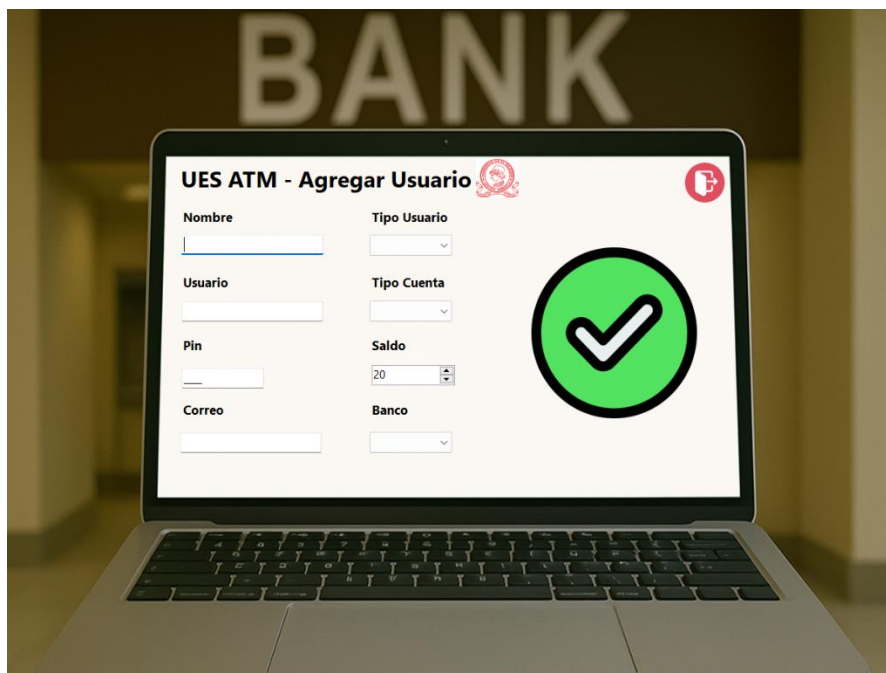 BANK
UES ATM - Agregar Usuario
Nombre
Tipo Usuario
Usuario
Tipo Cuenta
Pin
Saldo
20
Correo
Banco